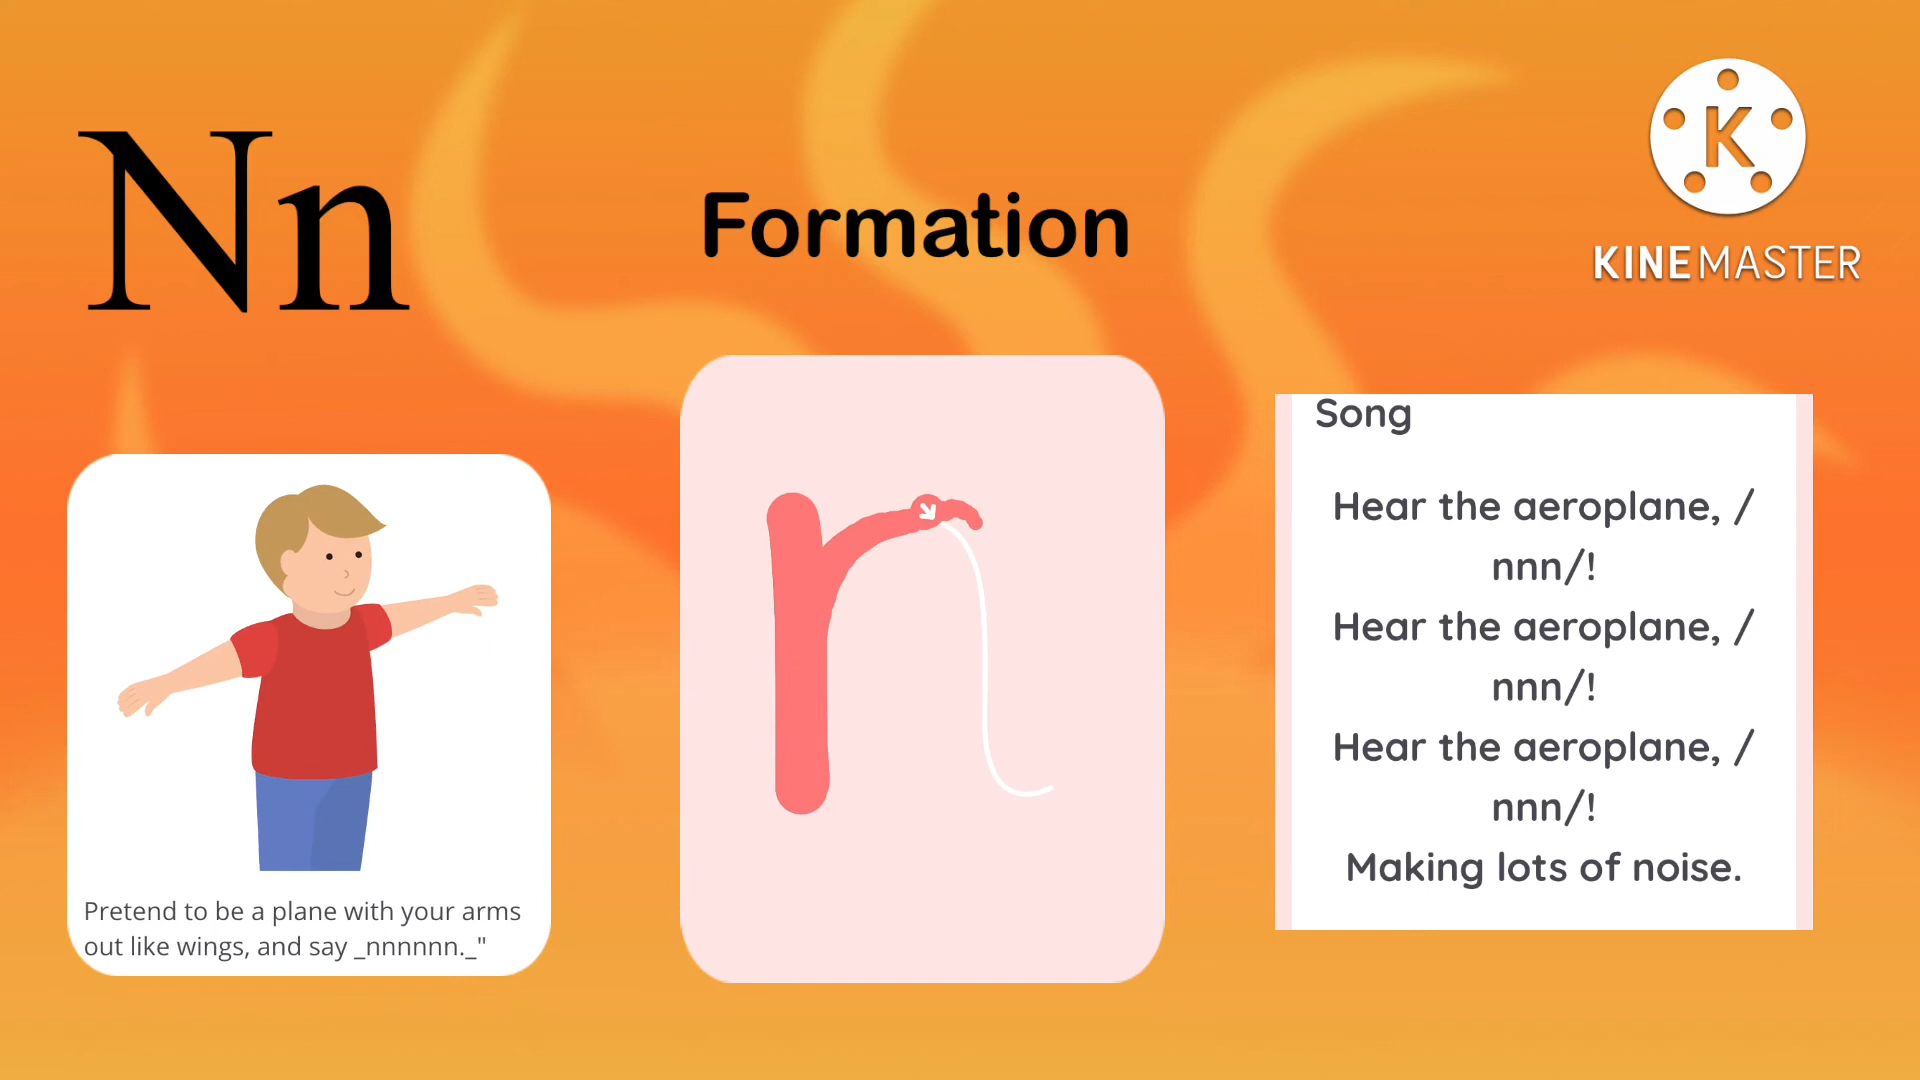 Nn
Formation
K
KINEMASTER
Pretend to be a plane with your arms
out like wings, and say _nnnnnn._"
n
Song
Hear the aeroplane, /
nnn/!
Hear the aeroplane, /
nnn/!
Hear the aeroplane, /
nnn/!
Making lots of noise.